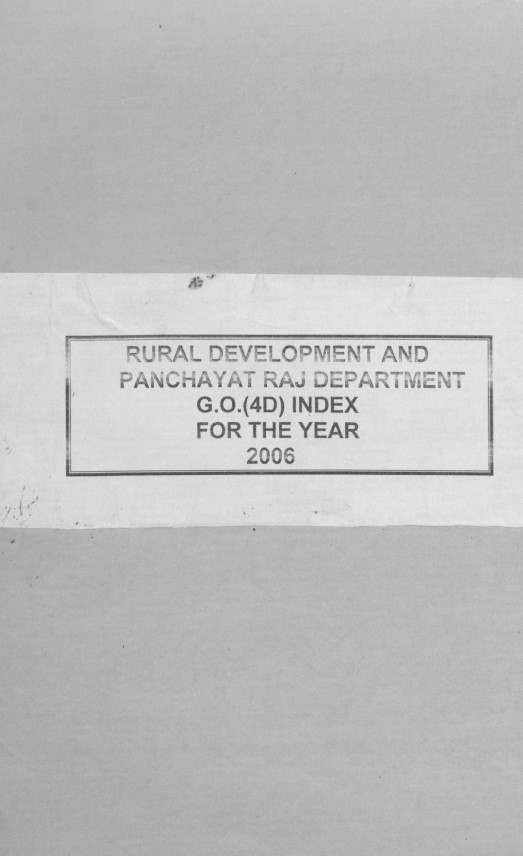 RURAL DEVELOPMENT AND
PANCHAYAT RAJ DEPARTMENT
G.O.(4D) INDEX
FOR THE YEAR
2006